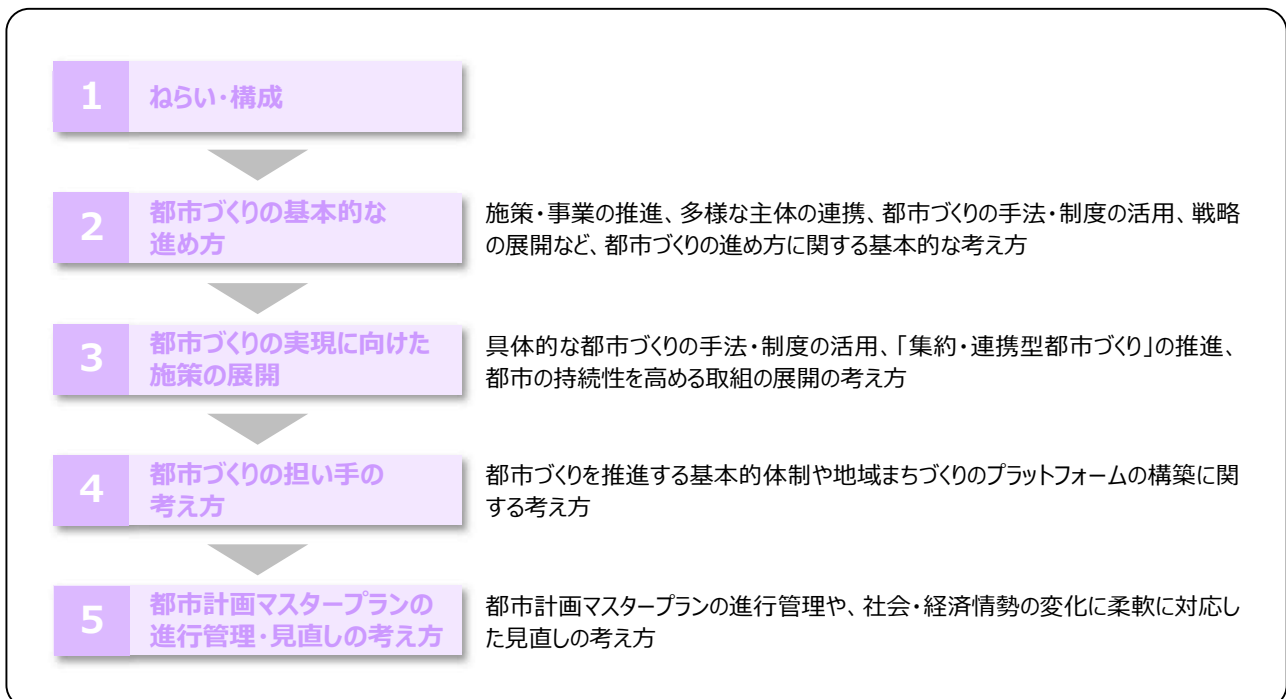 1 ねらい・構成
2 都市づくりの基本的な
進め方
施策・事業の推進、多様な主体の連携、都市づくりの手法・制度の活用、戦略
の展開など、都市づくりの進め方に関する基本的な考え方
3 都市づくりの実現に向けた
施策の展開
具体的な都市づくりの手法・制度の活用、「集約・連携型都市づくり」の推進、
都市の持続性を高める取組の展開の考え方
4 都市づくりの担い手の
考え方
都市づくりを推進する基本的体制や地域まちづくりのプラットフォームの構築に関
する考え方
5 都市計画マスタープランの
進行管理・見直しの考え方
都市計画マスタープランの進行管理や、社会・経済情勢の変化に柔軟に対応し
た見直しの考え方